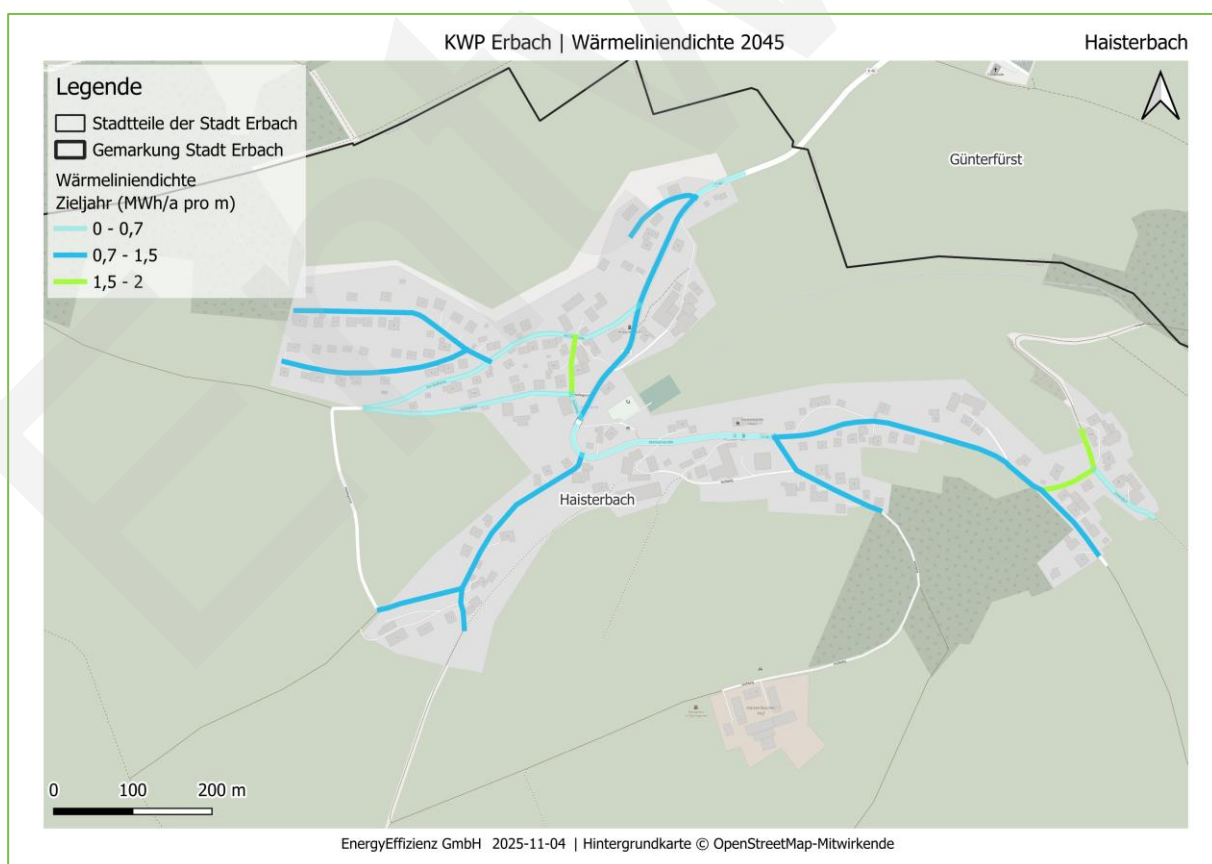 KWP Erbach | Wärmeliniendichte 2045
Haisterbach
Legende
Stadtteile der Stadt Erbach
Gemarkung Stadt Erbach
Wärmeliniendichte
Zieljahr (MWh/a pro m)
0 - 0,7
0,7 - 1,5
1,5 - 2
Günterfürst
Haisterbach
0 100 200 m
EnergyEffizienz GmbH 2025-11-04 | Hintergrundkarte © OpenStreetMap-Mitwirkende